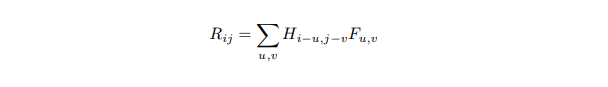 R_{ij} = \sum_{u,v} H_{i-u,j-v} F_{u,v}